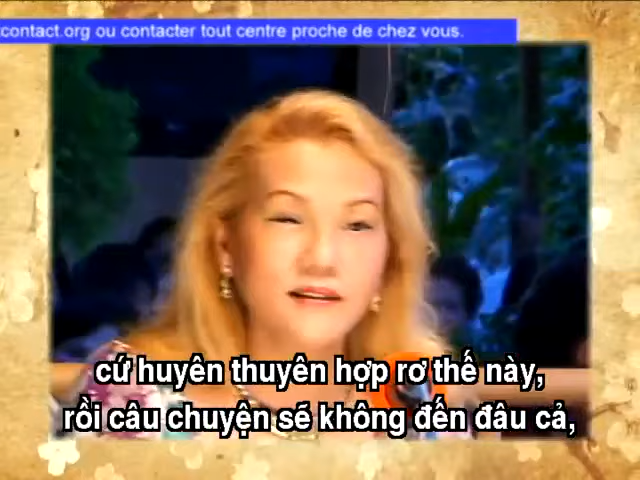 contact.org ou contacter tout centre proche de chez vous.
cứ huyên thuyên hợp rơ thế này,
rồi câu chuyện sẽ không đến đâu cả,